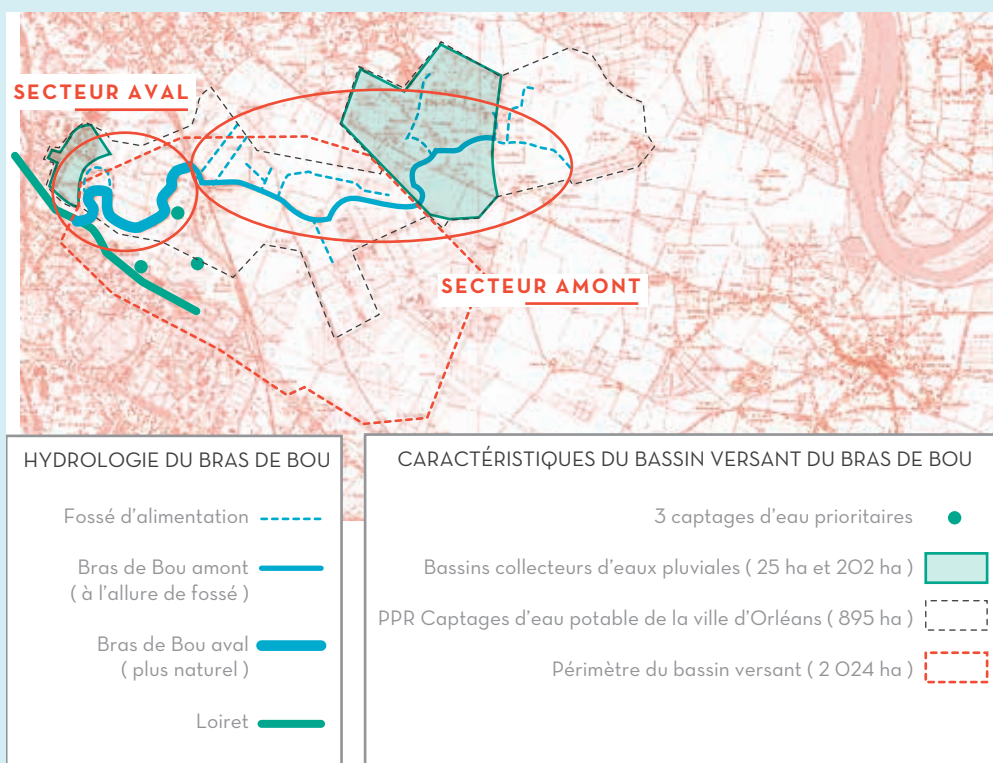 SECTEUR AVAL
SECTEUR AMONT
HYDROLOGIE DU BRAS DE BOU
Fossé d'alimentation
Bras de Bou amont
( à l'allure de fossé )
Bras de Bou aval
( plus naturel )
Loiret
CARACTÉRISTIQUES DU BASSIN VERSANT DU BRAS DE BOU
3 captages d'eau prioritaires
Bassins collecteurs d'eaux pluviales ( 25 ha et 202 ha )
PPR Captages d'eau potable de la ville d'Orléans ( 895 ha )
Périmètre du bassin versant ( 2 024 ha )